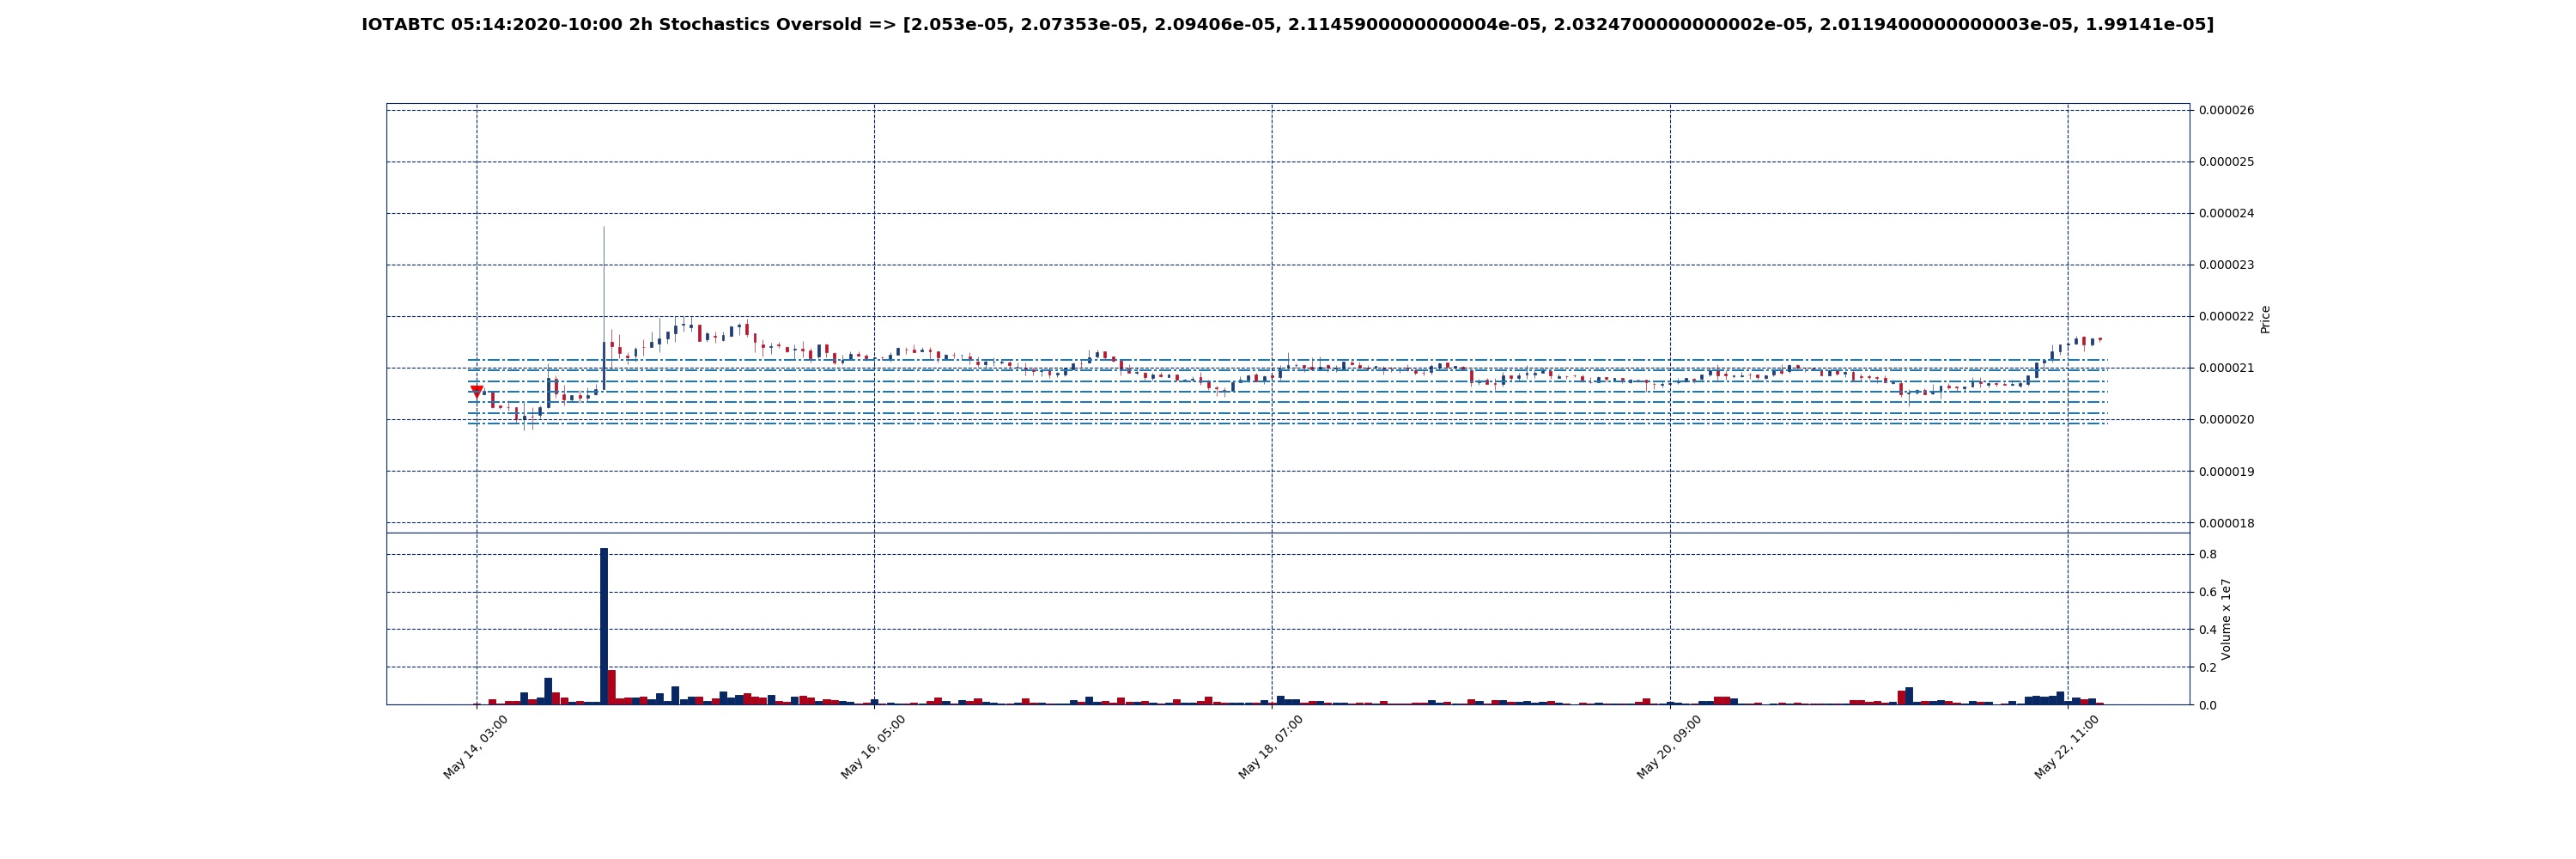 IOTABTC 05:14:2020-10:00 2h Stochastics Oversold => [2.053e-05, 2.07353e-05, 2.09406e-05, 2.1145900000000004e-05, 2.0324700000000002e-05, 2.0119400000000003e-05, 1.99141e-05]
0.000026
0.000025
0.000024
0.000023
0.000022
0.000021
0.000020
0.000019
0.000018
Price
0.8
0.6
0.4
0.2
0.0
Volume x 1e7
May 14, 03:00
May 16, 05:00
May 18, 07:00
May 20, 09:00
May 22, 11:00